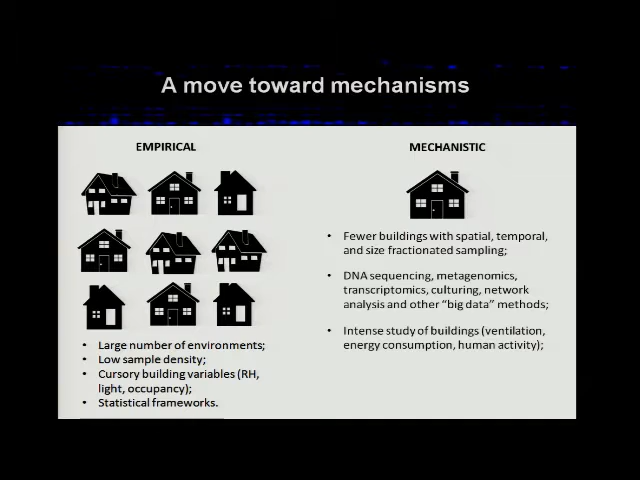 A move toward mechanisms
EMPIRICAL
• Large number of environments;
• Low sample density;
• Cursory building variables (RH,
light, occupancy);
• Statistical frameworks.
MECHANISTIC
• Fewer buildings with spatial, temporal,
and size fractionated sampling;
• DNA sequencing, metagenomics,
transcriptomics, culturing, network
analysis and other “big data” methods;
• Intense study of buildings (ventilation,
energy consumption, human activity);